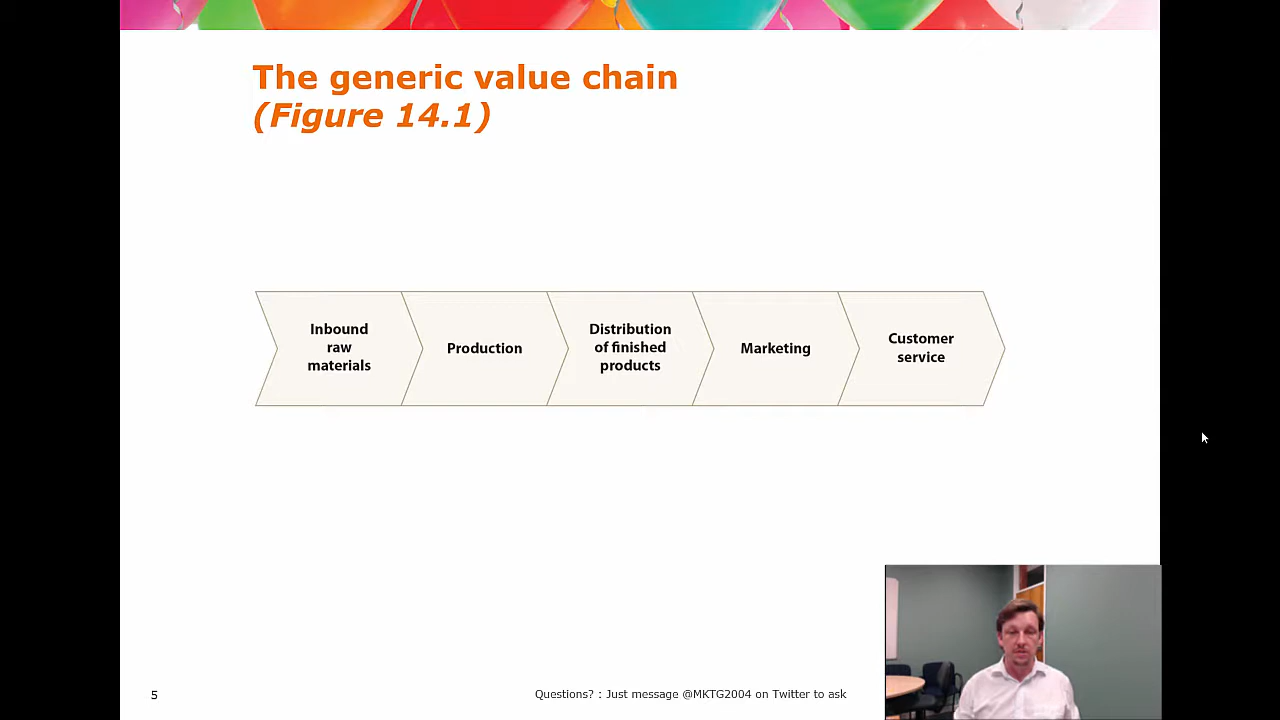 The generic value chain
(Figure 14.1)
Inbound
raw
materials
Production
Distribution
of finished
products
Marketing
Customer
service
5
Questions? : Just message @MKTG2004 on Twitter to ask